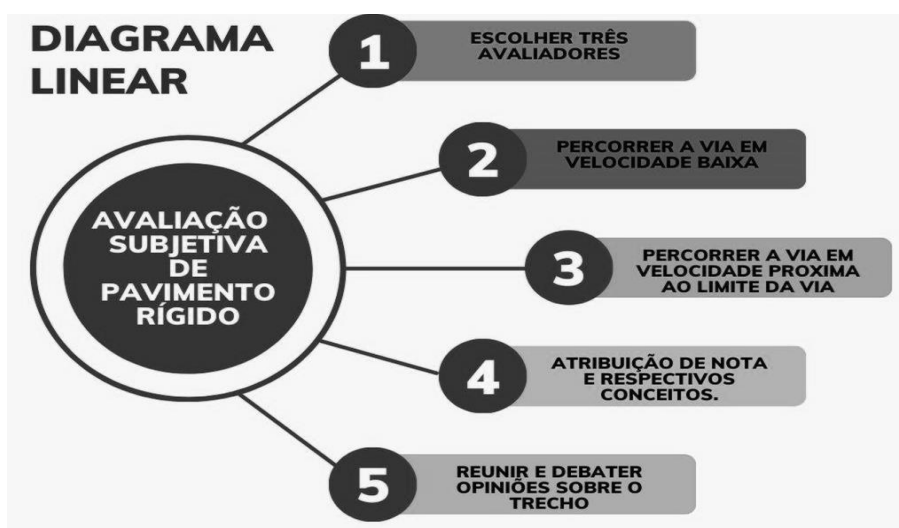 DIAGRAMA
LINEAR
1
ESCOLHER TRÊS
AVALIADORES
2
PERCORRER A VIA EM
VELOCIDADE BAIXA
AVALIAÇÃO
SUBJETIVA
DE
PAVIMENTO
RÍGIDO
3
PERCORRER A VIA EM
VELOCIDADE PROXIMA
AO LIMITE DA VIA
4
ATRIBUIÇÃO DE NOTA
E RESPECTIVOS
CONCEITOS.
5
REUNIR E DEBATER
OPINIÕES SOBRE O
TRECHO